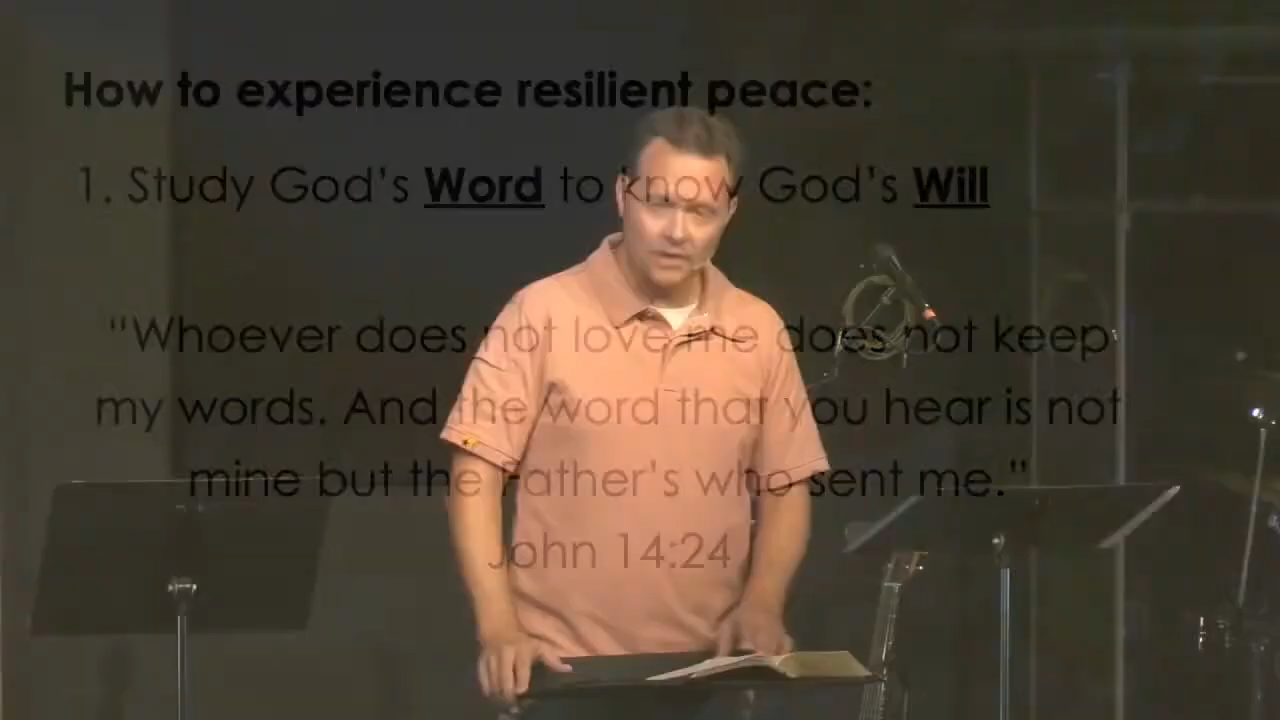 How to experience resilient peace:
1. Study God's Word to know God's Will
"Whoever does not love me does not keep
my words. And the word that you hear is not
mine but the Father's who sent me."
John 14:24